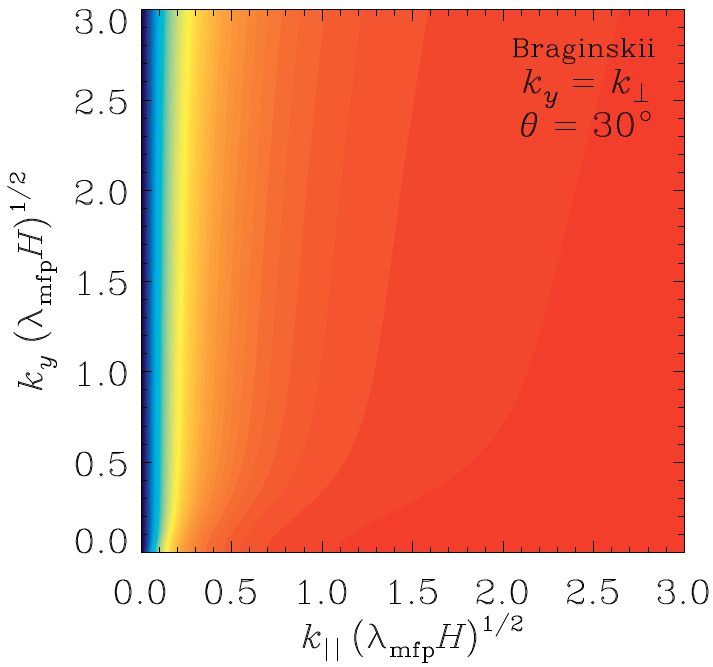 Braginskii
k_y = k_⊥
θ = 30°
3.0
2.5
2.0
1.5
1.0
0.5
0.0
k_y (λ_mfp H)^1/2
0.0 0.5 1.0 1.5 2.0 2.5 3.0
k_|| (λ_mfp H)^1/2